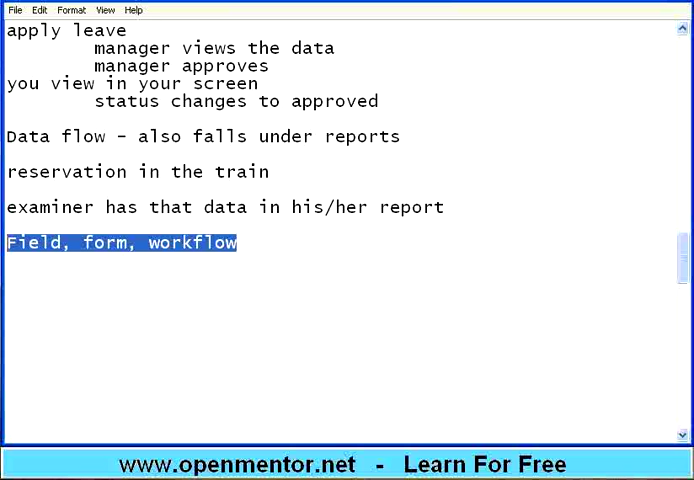 File Edit Format View Help
apply leave
manager views the data
manager approves
you view in your screen
status changes to approved
Data flow - also falls under reports
reservation in the train
examiner has that data in his/her report
Field, form, workflow
www.openmentor.net - Learn For Free